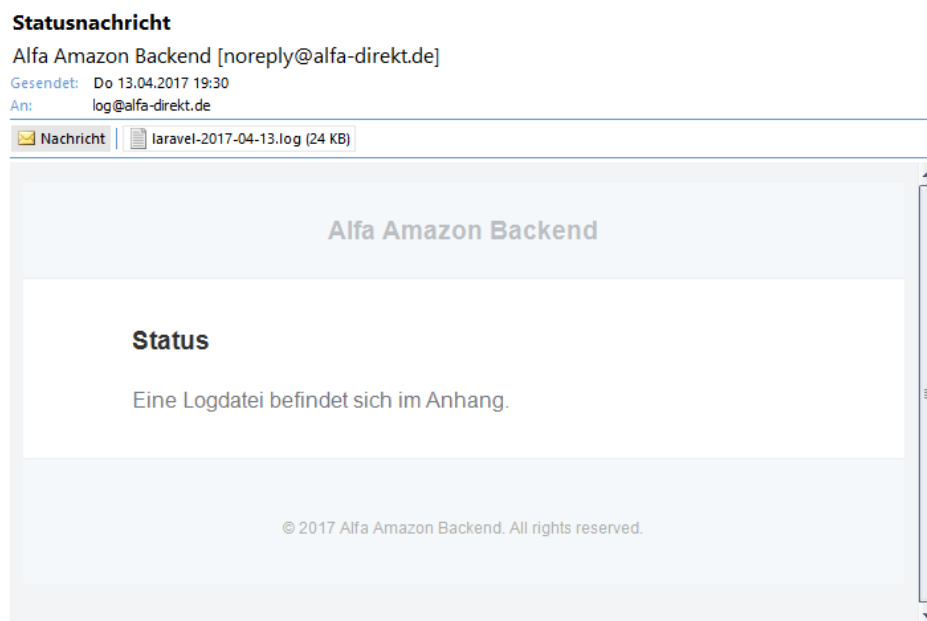 Statusnachricht
Alfa Amazon Backend [noreply@alfa-direkt.de]
Gesendet: Do 13.04.2017 19:30
An: log@alfa-direkt.de
Nachricht laravel-2017-04-13.log (24 KB)
Alfa Amazon Backend
Status
Eine Logdatei befindet sich im Anhang.
© 2017 Alfa Amazon Backend. All rights reserved.